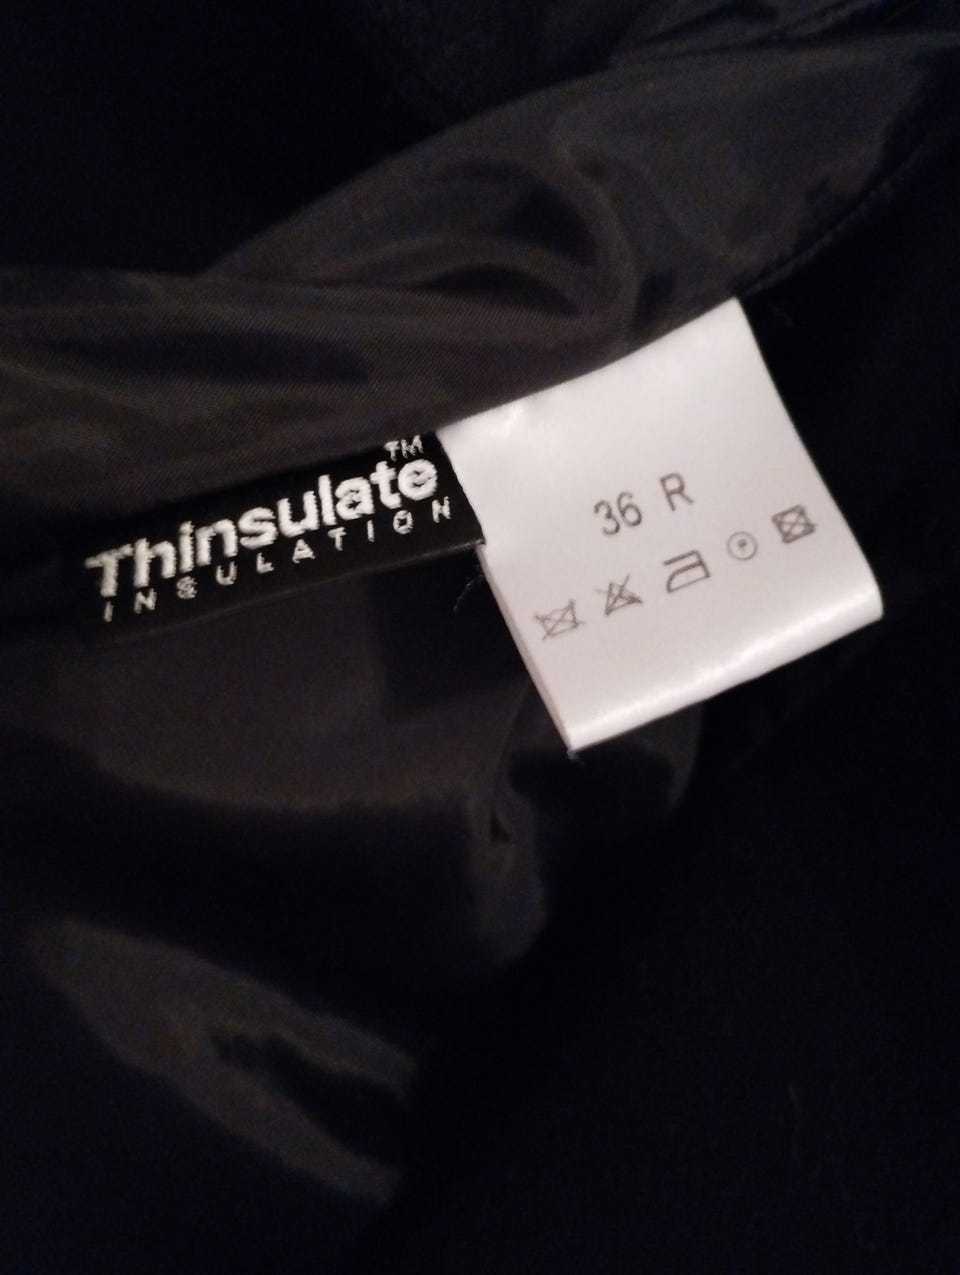 Thinsulate™
INSULATION
36 R